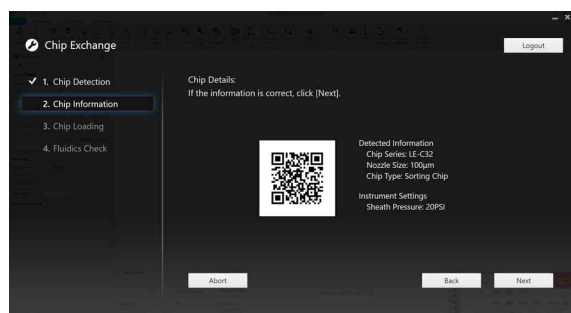 Chip Exchange
Logout
1. Chip Detection
2. Chip Information
3. Chip Loading
4. Fluidics Check
Chip Details:
If the information is correct, click [Next].
Detected Information
Chip Series: LE-C32
Nozzle Size: 100μm
Chip Type: Sorting Chip
Instrument Settings
Sheath Pressure: 20PSI
Abort
Back
Next